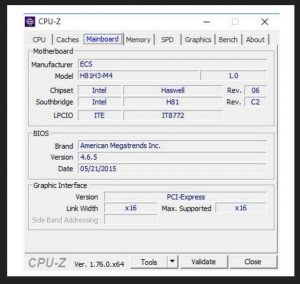 CPU-Z
CPU Caches Mainboard Memory SPD Graphics Bench About
Motherboard
Manufacturer ECS
Model H81H3-M4 1.0
Chipset Intel Haswell Rev. 06
Southbridge Intel H81 Rev. C2
LPCIO ITE IT8772
BIOS
Brand American Megatrends Inc.
Version 4.6.5
Date 05/21/2015
Graphic Interface
Version PCI-Express
Link Width x16 Max. Supported x16
Side Band Addressing
CPU-Z Ver. 1.76.0.x64 Tools Validate Close